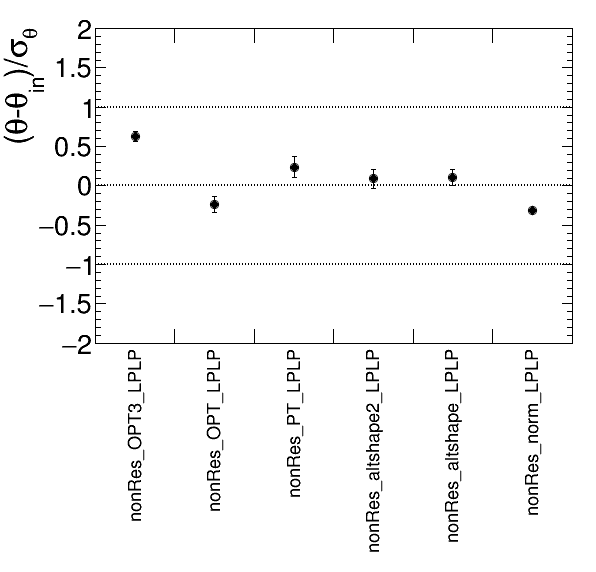 (θ-θin)/σθ
2
1.5
1
0.5
0
−0.5
−1
−1.5
−2
nonRes_OPT3_LPLP
nonRes_OPT_LPLP
nonRes_PT_LPLP
nonRes_altshape2_LPLP
nonRes_altshape_LPLP
nonRes_norm_LPLP